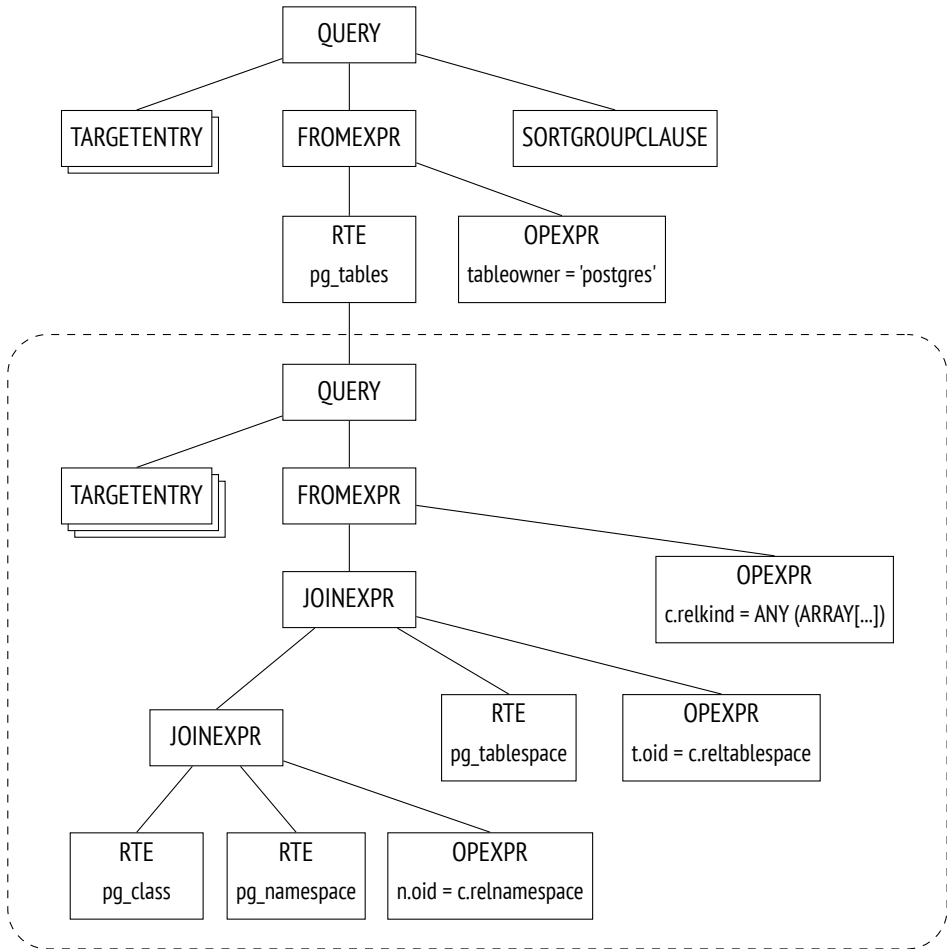 QUERY
TARGETENTRY
FROMEXPR
SORTGROUPCLAUSE
RTE
pg_tables
OPEXPR
tableowner = 'postgres'
QUERY
TARGETENTRY
FROMEXPR
OPEXPR
c.relkind = ANY (ARRAY[...])
JOINEXPR
RTE
pg_tablespace
OPEXPR
t.oid = c.reltablespace
JOINEXPR
RTE
pg_class
RTE
pg_namespace
OPEXPR
n.oid = c.relnamespace